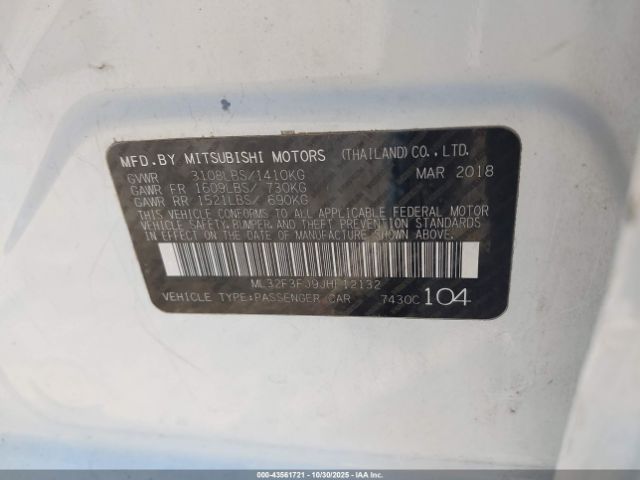 MFD.BY MITSUBISHI MOTORS (THAILAND)CO.,LTD.
GVWR 3108LBS/1410KG MAR 2018
GAWR FR 1609LBS/ 730KG
GAWR RR 1521LBS/ 690KG
THIS VEHICLE CONFORMS TO ALL APPLICABLE FEDERAL MOTOR
VEHICLE SAFETY,BUMPER,AND THEFT PREVENTION STANDARDS
IN EFFECT ON THE DATE OF MANUFACTURE SHOWN ABOVE.
ML32F3FJ9JHF12132
VEHICLE TYPE:PASSENGER CAR 7430C 104
000-43561721 • 10/30/2025 • IAA Inc.